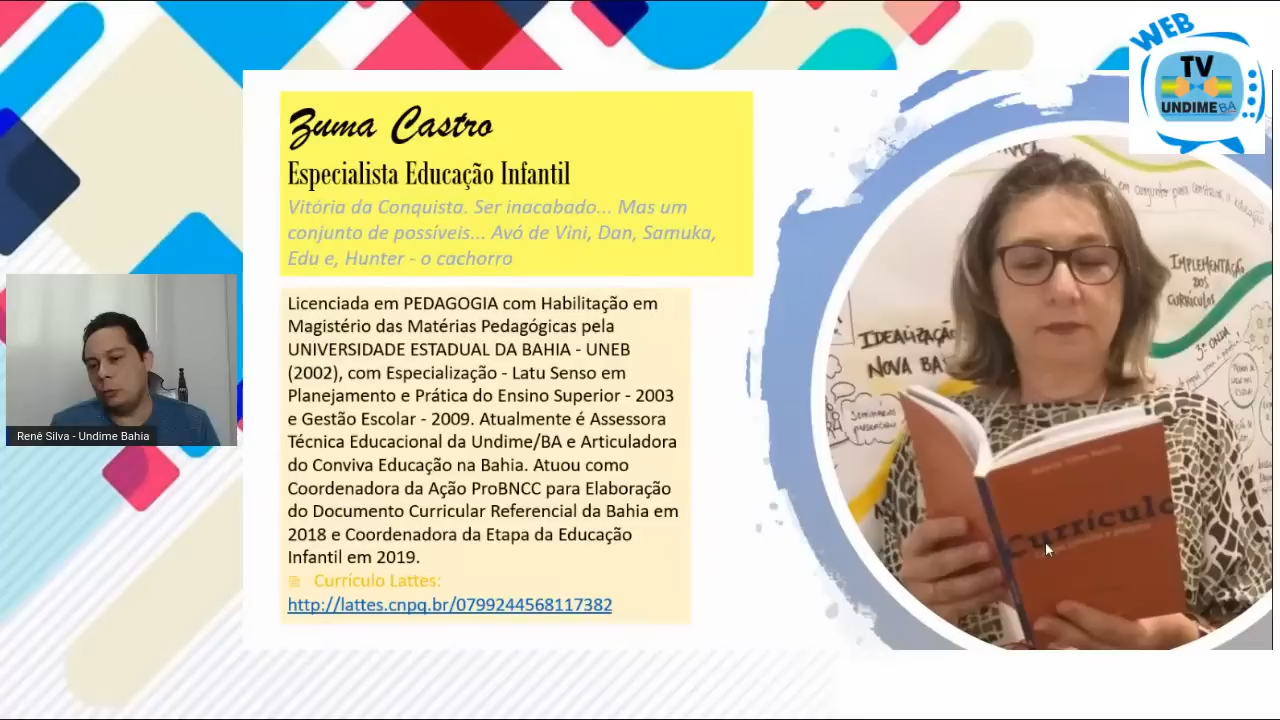 WEB
TV
UNDIME BA
Zuma Castro
Especialista Educação Infantil
Vitória da Conquista. Ser inacabado... Mas um
conjunto de possíveis... Avó de Vini, Dan, Samuka,
Edu e, Hunter - o cachorro
Licenciada em PEDAGOGIA com Habilitação em
Magistério das Matérias Pedagógicas pela
UNIVERSIDADE ESTADUAL DA BAHIA - UNEB
(2002), com Especialização - Latu Senso em
Planejamento e Prática do Ensino Superior - 2003
e Gestão Escolar - 2009. Atualmente é Assessora
Técnica Educacional da Undime/BA e Articuladora
do Conviva Educação na Bahia. Atuou como
Coordenadora da Ação ProBNCC para Elaboração
do Documento Curricular Referencial da Bahia em
2018 e Coordenadora da Etapa da Educação
Infantil em 2019.
Currículo Lattes:
http://lattes.cnpq.br/0799244568117382
Renê Silva - Undime Bahia
IMPLEMENTAÇÃO
DOS
CURRÍCULOS
3ª ONDA
IDEALIZAÇÃO
NOVA BA
Seminários
Currículo